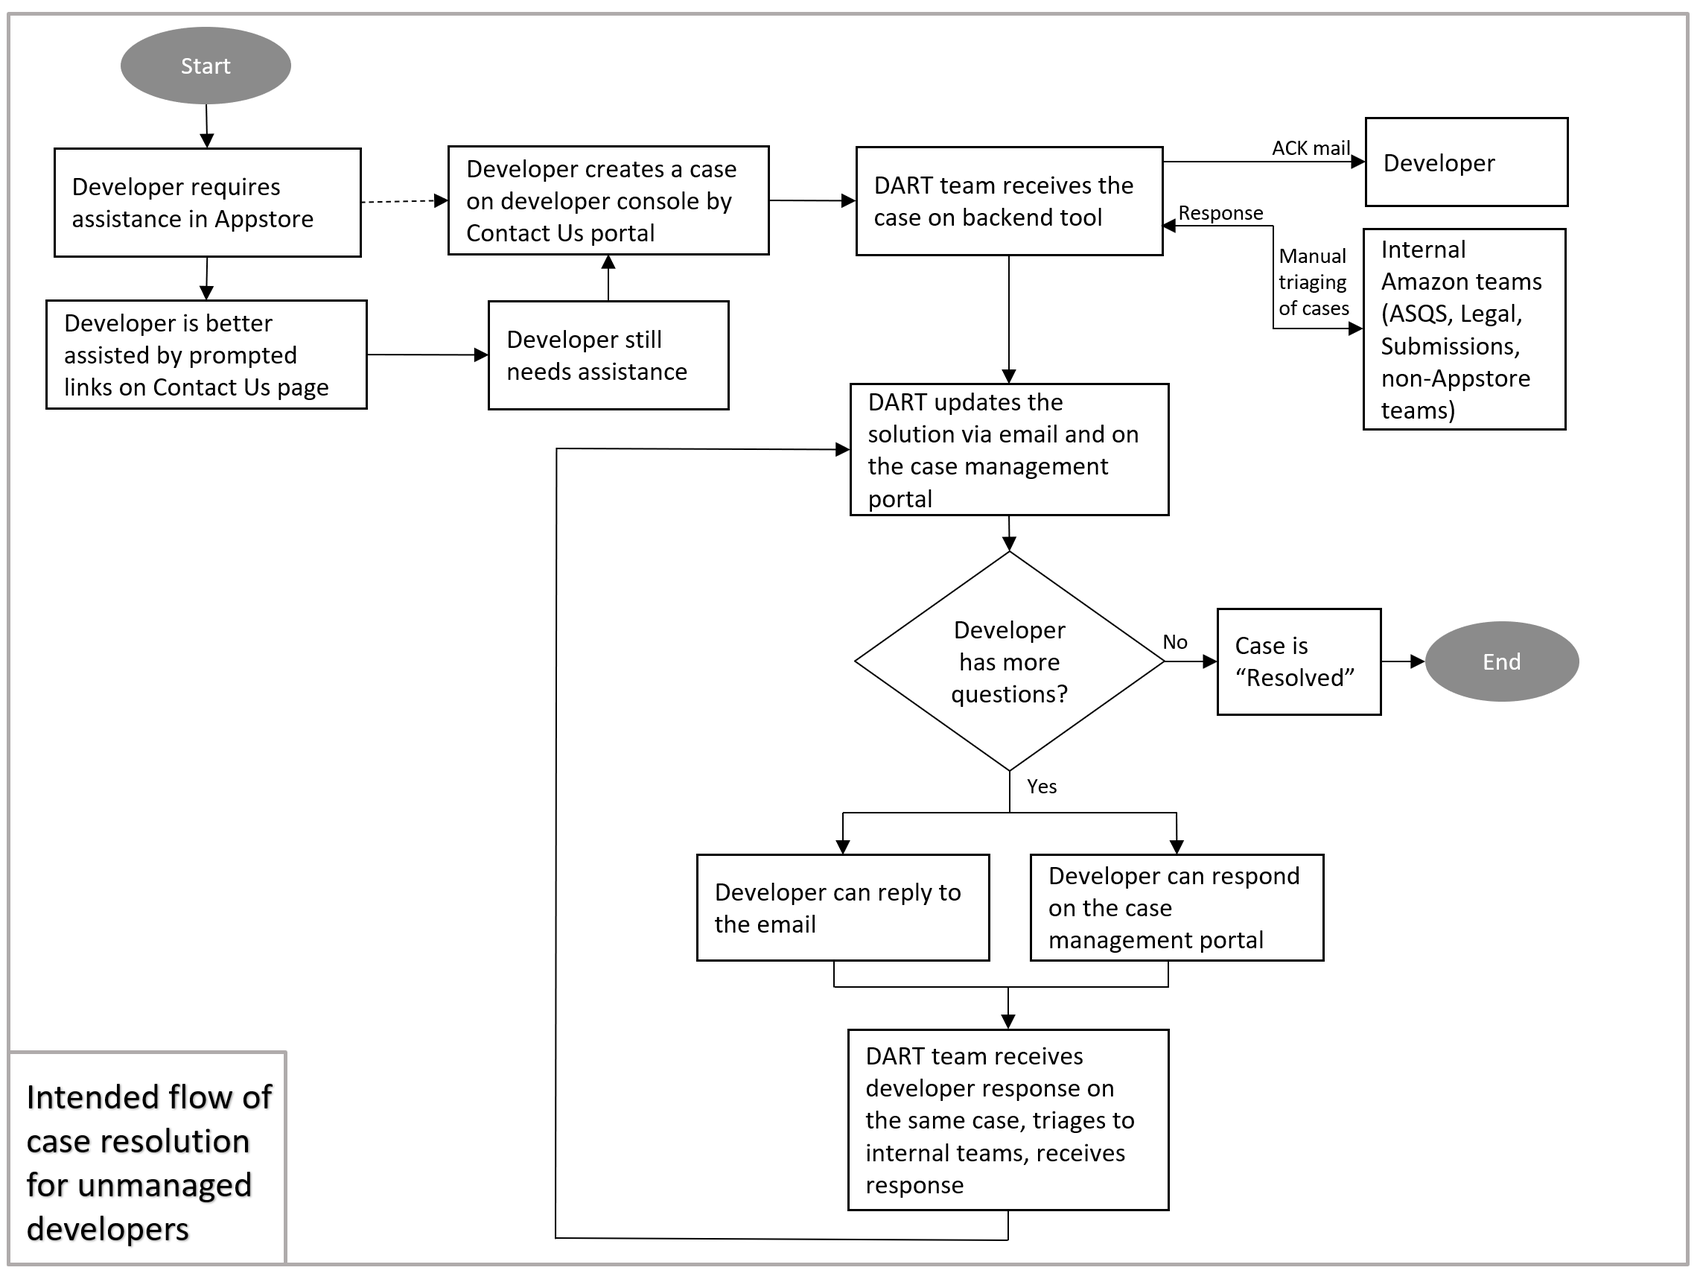 Start
Developer requires
assistance in Appstore
Developer creates a case
on developer console by
Contact Us portal
DART team receives the
case on backend tool
ACK mail
Developer
Response
Manual
triaging
of cases
Internal
Amazon teams
(ASQS, Legal,
Submissions,
non-Appstore
teams)
Developer is better
assisted by prompted
links on Contact Us page
Developer still
needs assistance
DART updates the
solution via email and on
the case management
portal
Developer
has more
questions?
No
Case is
“Resolved”
End
Yes
Developer can reply to
the email
Developer can respond
on the case
management portal
DART team receives
developer response on
the same case, triages to
internal teams, receives
response
Intended flow of
case resolution
for unmanaged
developers